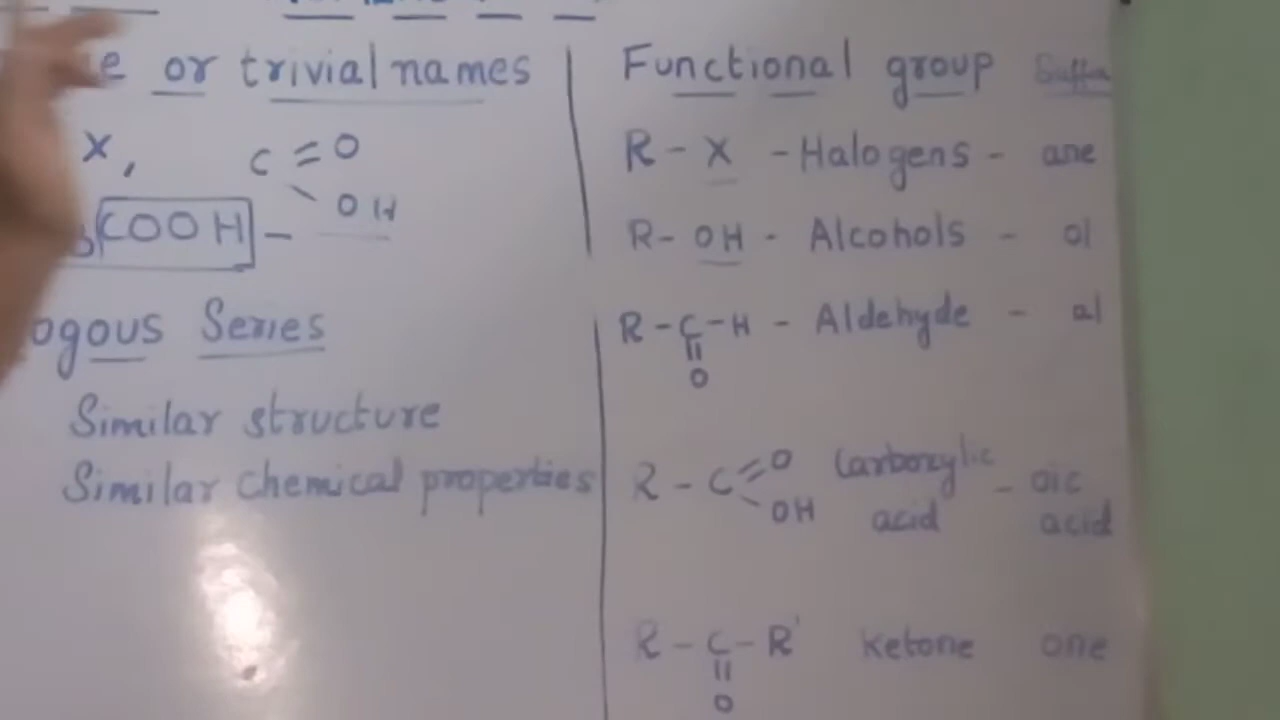 e or trivial names
X,
C = O
OH
COOH -
ogous Series
Similar structure
Similar chemical properties
Functional group Suffix
R - X - Halogens - ane
R - OH - Alcohols - ol
R - C - H - Aldehyde - al
||
O
R - C = O Carboxylic - oic
OH acid acid
R - C - R' ketone one
||
O